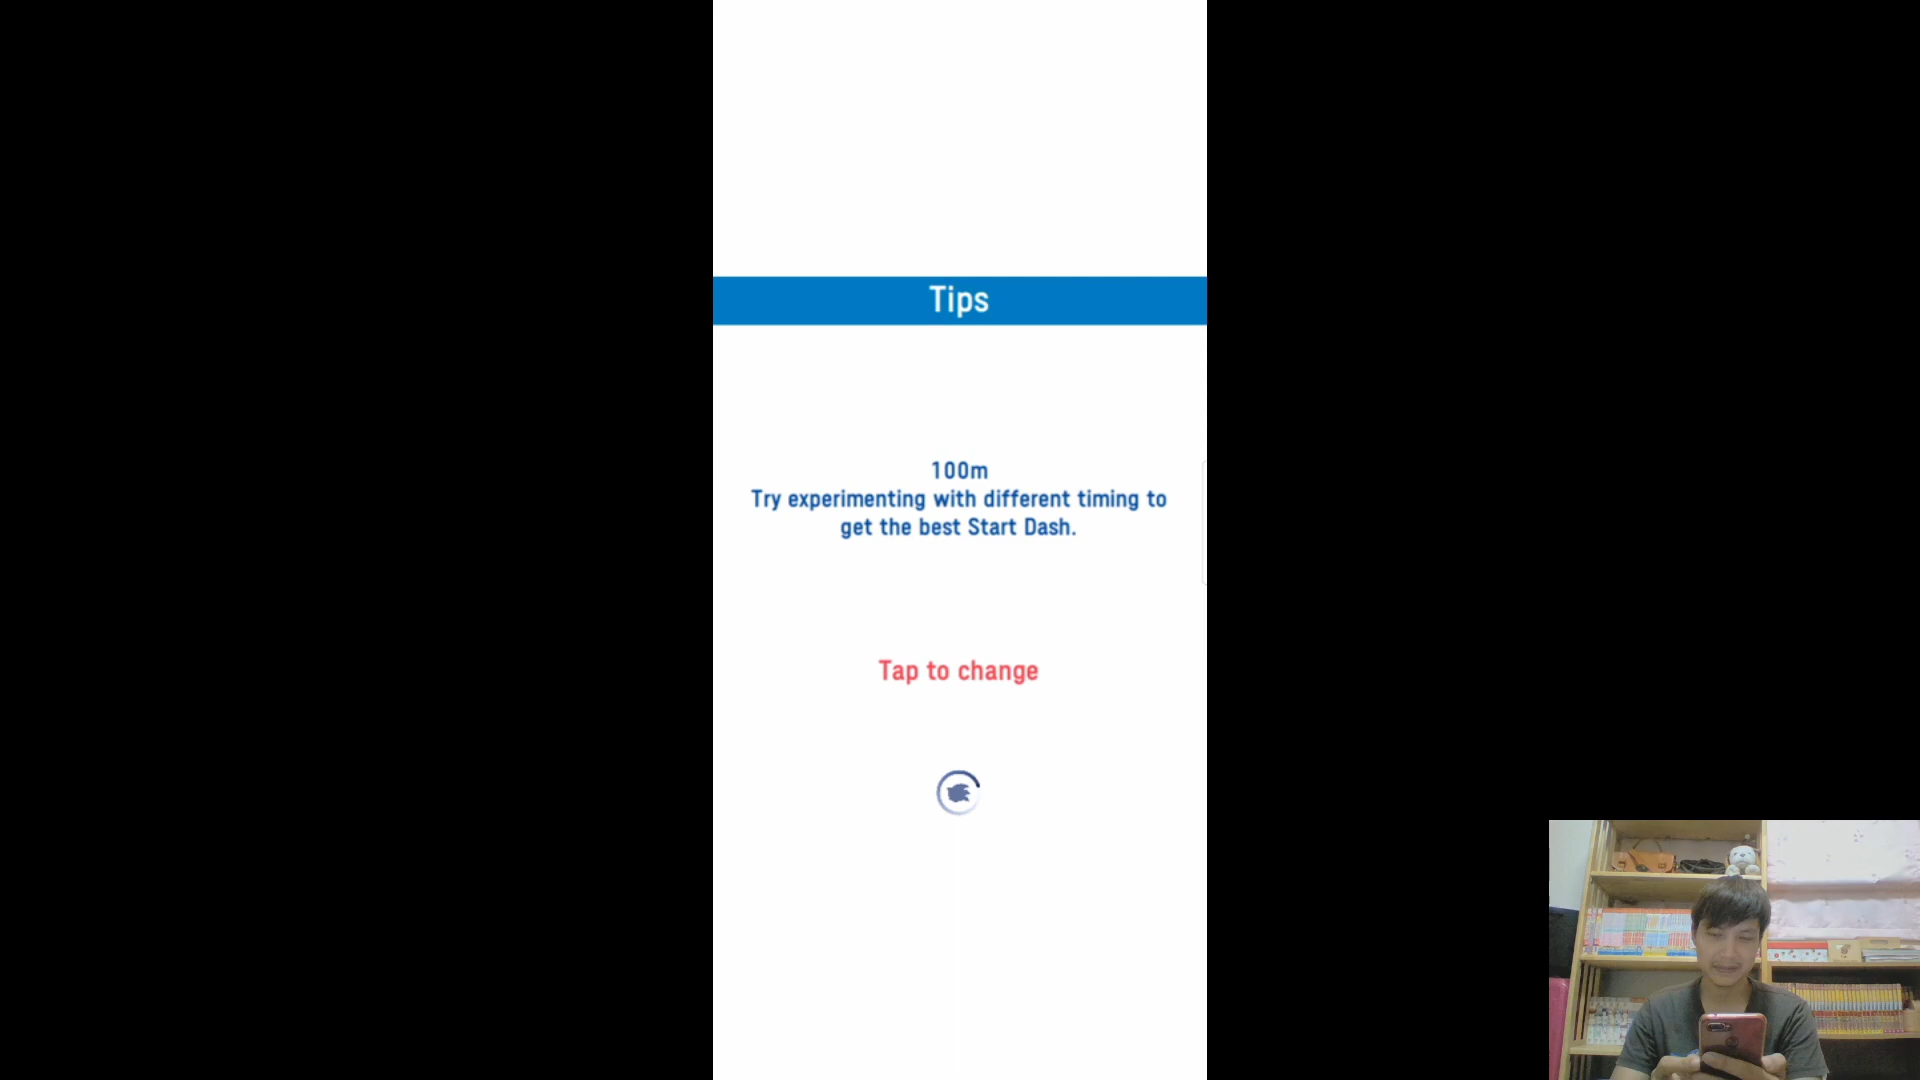 Tips
100m
Try experimenting with different timing to
get the best Start Dash.
Tap to change